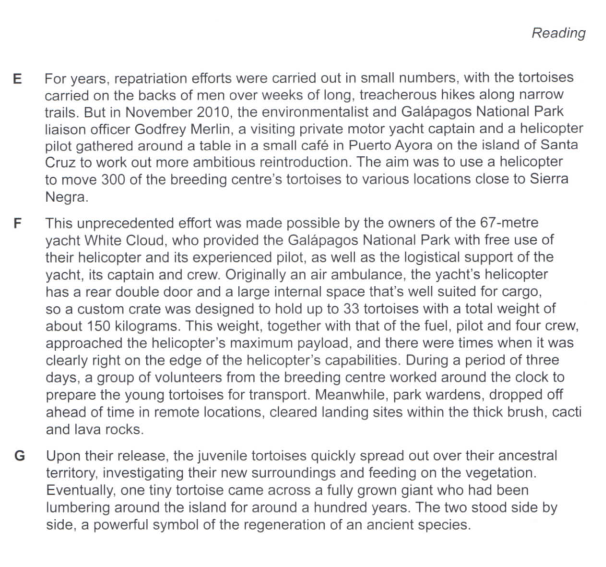 Reading
E For years, repatriation efforts were carried out in small numbers, with the tortoises
carried on the backs of men over weeks of long, treacherous hikes along narrow
trails. But in November 2010, the environmentalist and Galápagos National Park
liaison officer Godfrey Merlin, a visiting private motor yacht captain and a helicopter
pilot gathered around a table in a small café in Puerto Ayora on the island of Santa
Cruz to work out more ambitious reintroduction. The aim was to use a helicopter
to move 300 of the breeding centre's tortoises to various locations close to Sierra
Negra.
F This unprecedented effort was made possible by the owners of the 67-metre
yacht White Cloud, who provided the Galápagos National Park with free use of
their helicopter and its experienced pilot, as well as the logistical support of the
yacht, its captain and crew. Originally an air ambulance, the yacht's helicopter
has a rear double door and a large internal space that's well suited for cargo,
so a custom crate was designed to hold up to 33 tortoises with a total weight of
about 150 kilograms. This weight, together with that of the fuel, pilot and four crew,
approached the helicopter's maximum payload, and there were times when it was
clearly right on the edge of the helicopter's capabilities. During a period of three
days, a group of volunteers from the breeding centre worked around the clock to
prepare the young tortoises for transport. Meanwhile, park wardens, dropped off
ahead of time in remote locations, cleared landing sites within the thick brush, cacti
and lava rocks.
G Upon their release, the juvenile tortoises quickly spread out over their ancestral
territory, investigating their new surroundings and feeding on the vegetation.
Eventually, one tiny tortoise came across a fully grown giant who had been
lumbering around the island for around a hundred years. The two stood side by
side, a powerful symbol of the regeneration of an ancient species.